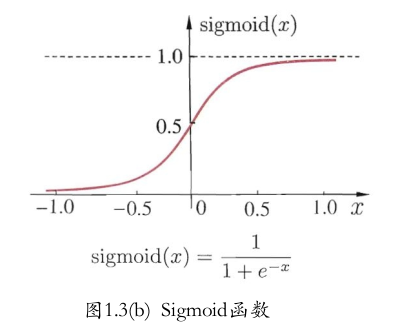 sigmoid(x)
1.0
0.5
−1.0 −0.5 0 0.5 1.0 x
sigmoid(x) = 1 / (1 + e^{−x})
图1.3(b) Sigmoid函数